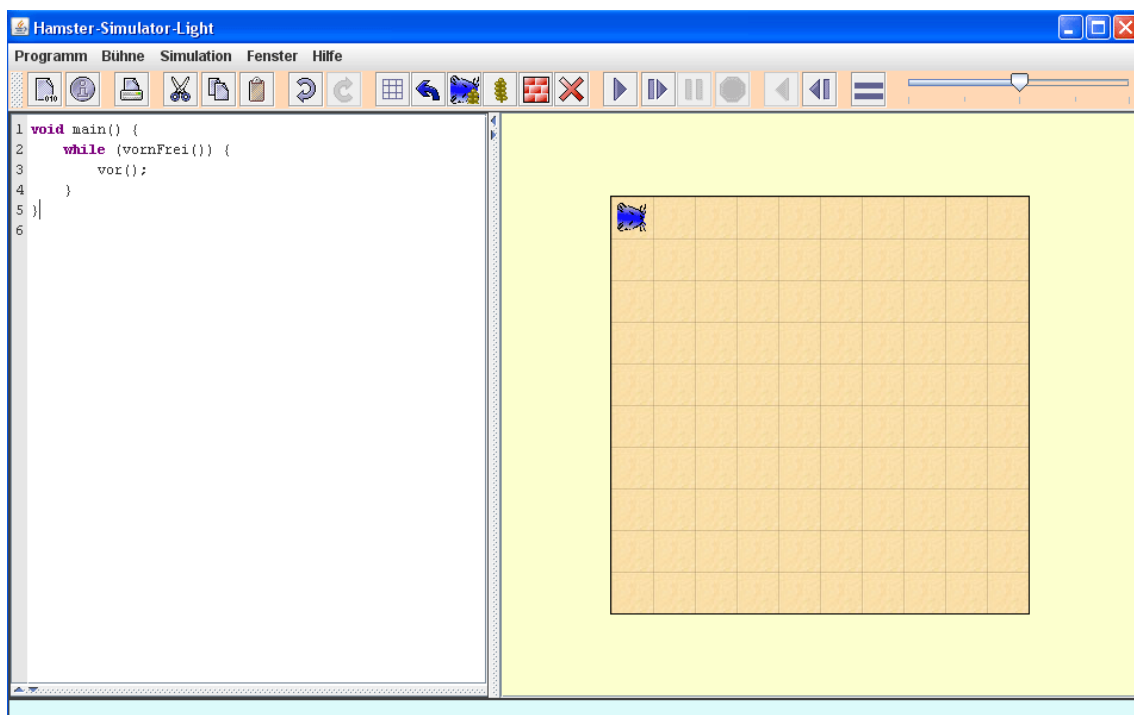 Hamster-Simulator-Light
Programm Bühne Simulation Fenster Hilfe
010
1 void main() {
2     while (vornFrei()) {
3         vor();
4     }
5 }
6